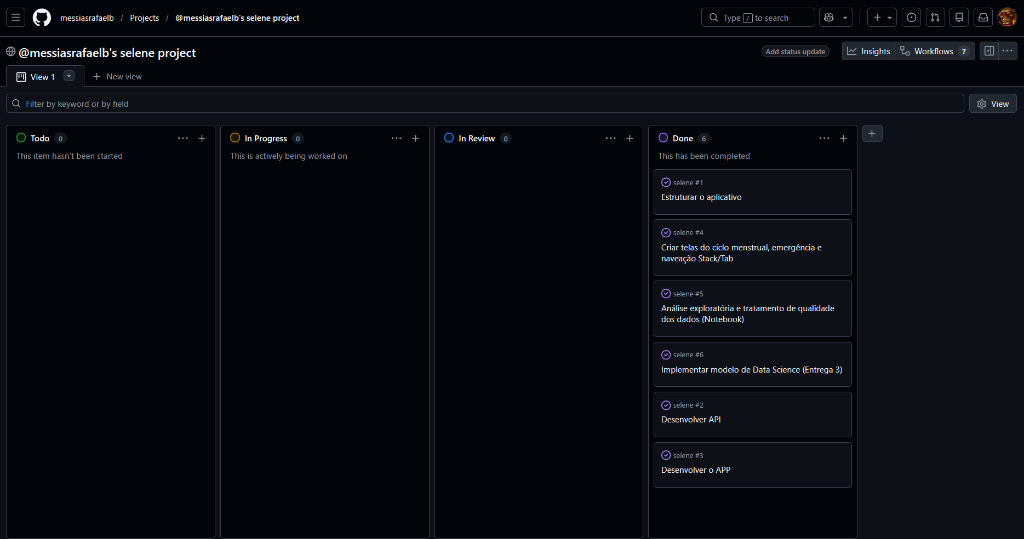 messiasrafaelb / Projects / @messiasrafaelb's selene project
Type / to search
@messiasrafaelb's selene project
Add status update
Insights
Workflows 7
View 1
New view
Filter by keyword or by field
View
Todo 0
This item hasn't been started
In Progress 0
This is actively being worked on
In Review 0
Done 6
This has been completed
selene #1
Estruturar o aplicativo
selene #4
Criar telas do ciclo menstrual, emergência e
naveação Stack/Tab
selene #5
Análise exploratória e tratamento de qualidade
dos dados (Notebook)
selene #6
Implementar modelo de Data Science (Entrega 3)
selene #2
Desenvolver API
selene #3
Desenvolver o APP